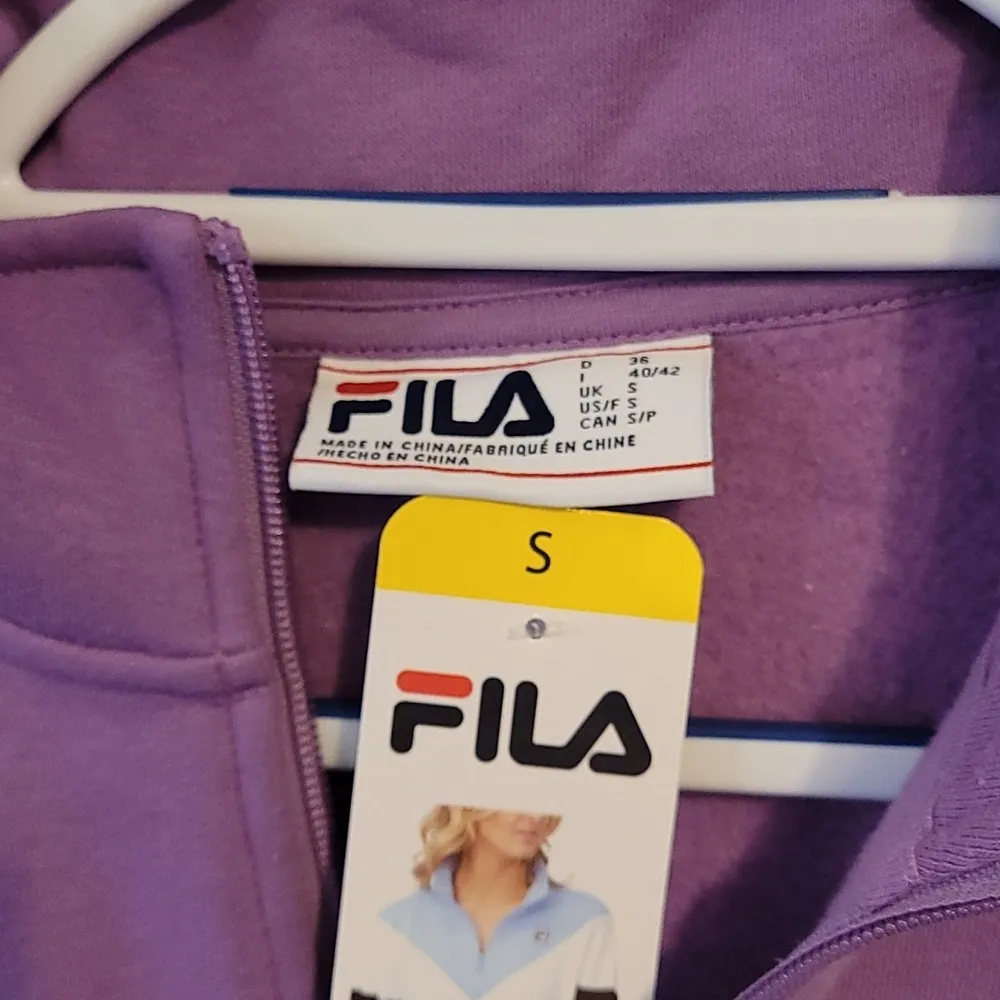 FILA
D 36
I 40/42
UK S
US/F S
CAN S/P
MADE IN CHINA/FABRIQUÉ EN CHINE
/HECHO EN CHINA
S
FILA